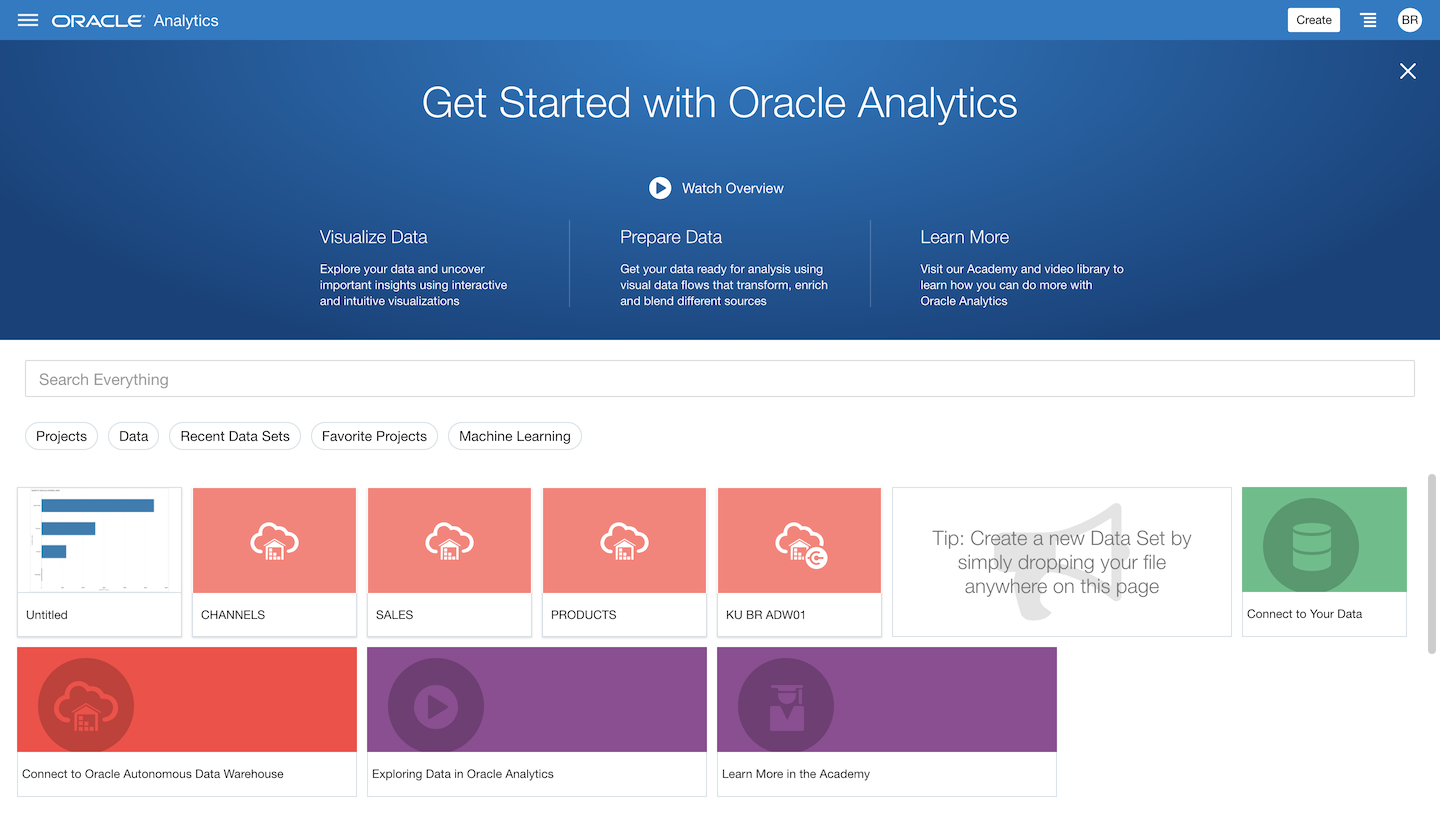 ORACLE Analytics
Create
BR
Get Started with Oracle Analytics
Watch Overview
Visualize Data
Explore your data and uncover
important insights using interactive
and intuitive visualizations
Prepare Data
Get your data ready for analysis using
visual data flows that transform, enrich
and blend different sources
Learn More
Visit our Academy and video library to
learn how you can do more with
Oracle Analytics
Search Everything
Projects
Data
Recent Data Sets
Favorite Projects
Machine Learning
Untitled
CHANNELS
SALES
PRODUCTS
KU BR ADW01
Tip: Create a new Data Set by
simply dropping your file
anywhere on this page
Connect to Your Data
Connect to Oracle Autonomous Data Warehouse
Exploring Data in Oracle Analytics
Learn More in the Academy